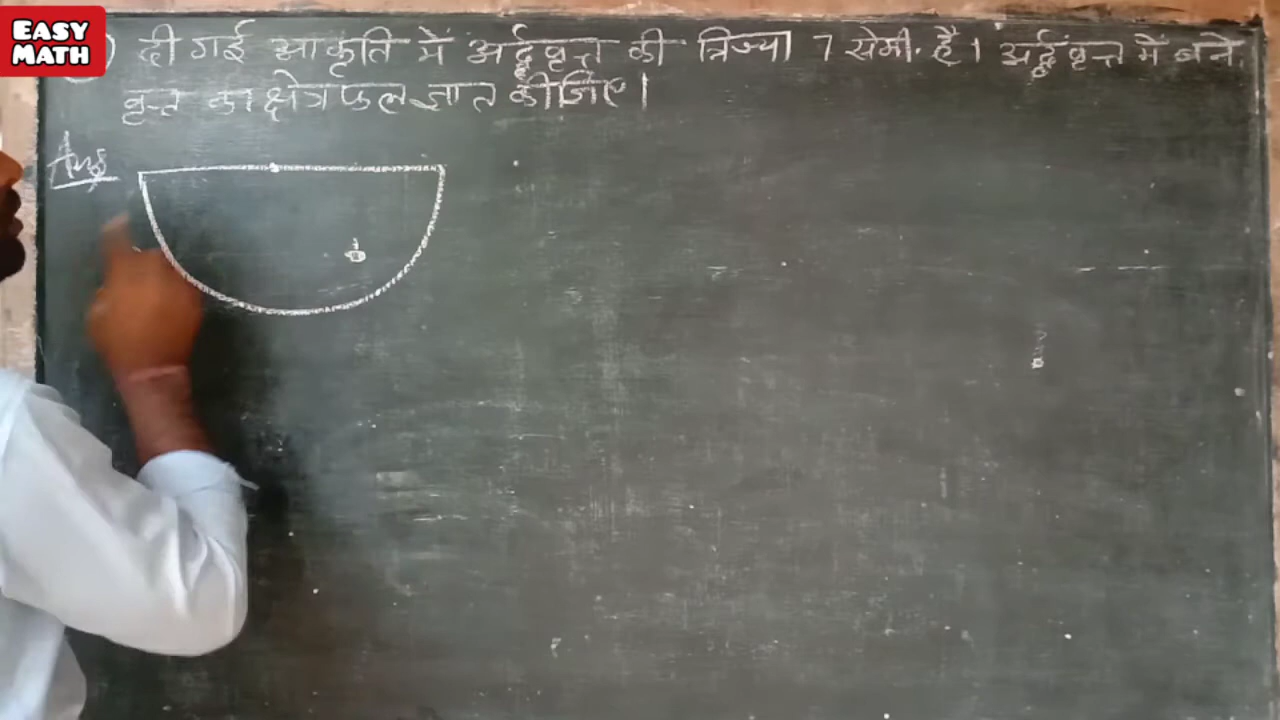 EASY
MATH
) दी गई आकृति में अर्द्धवृत्त की त्रिज्या 7 सेमी. है। अर्द्धवृत्त में बने
वृत्त का क्षेत्रफल ज्ञात कीजिए।
Ans